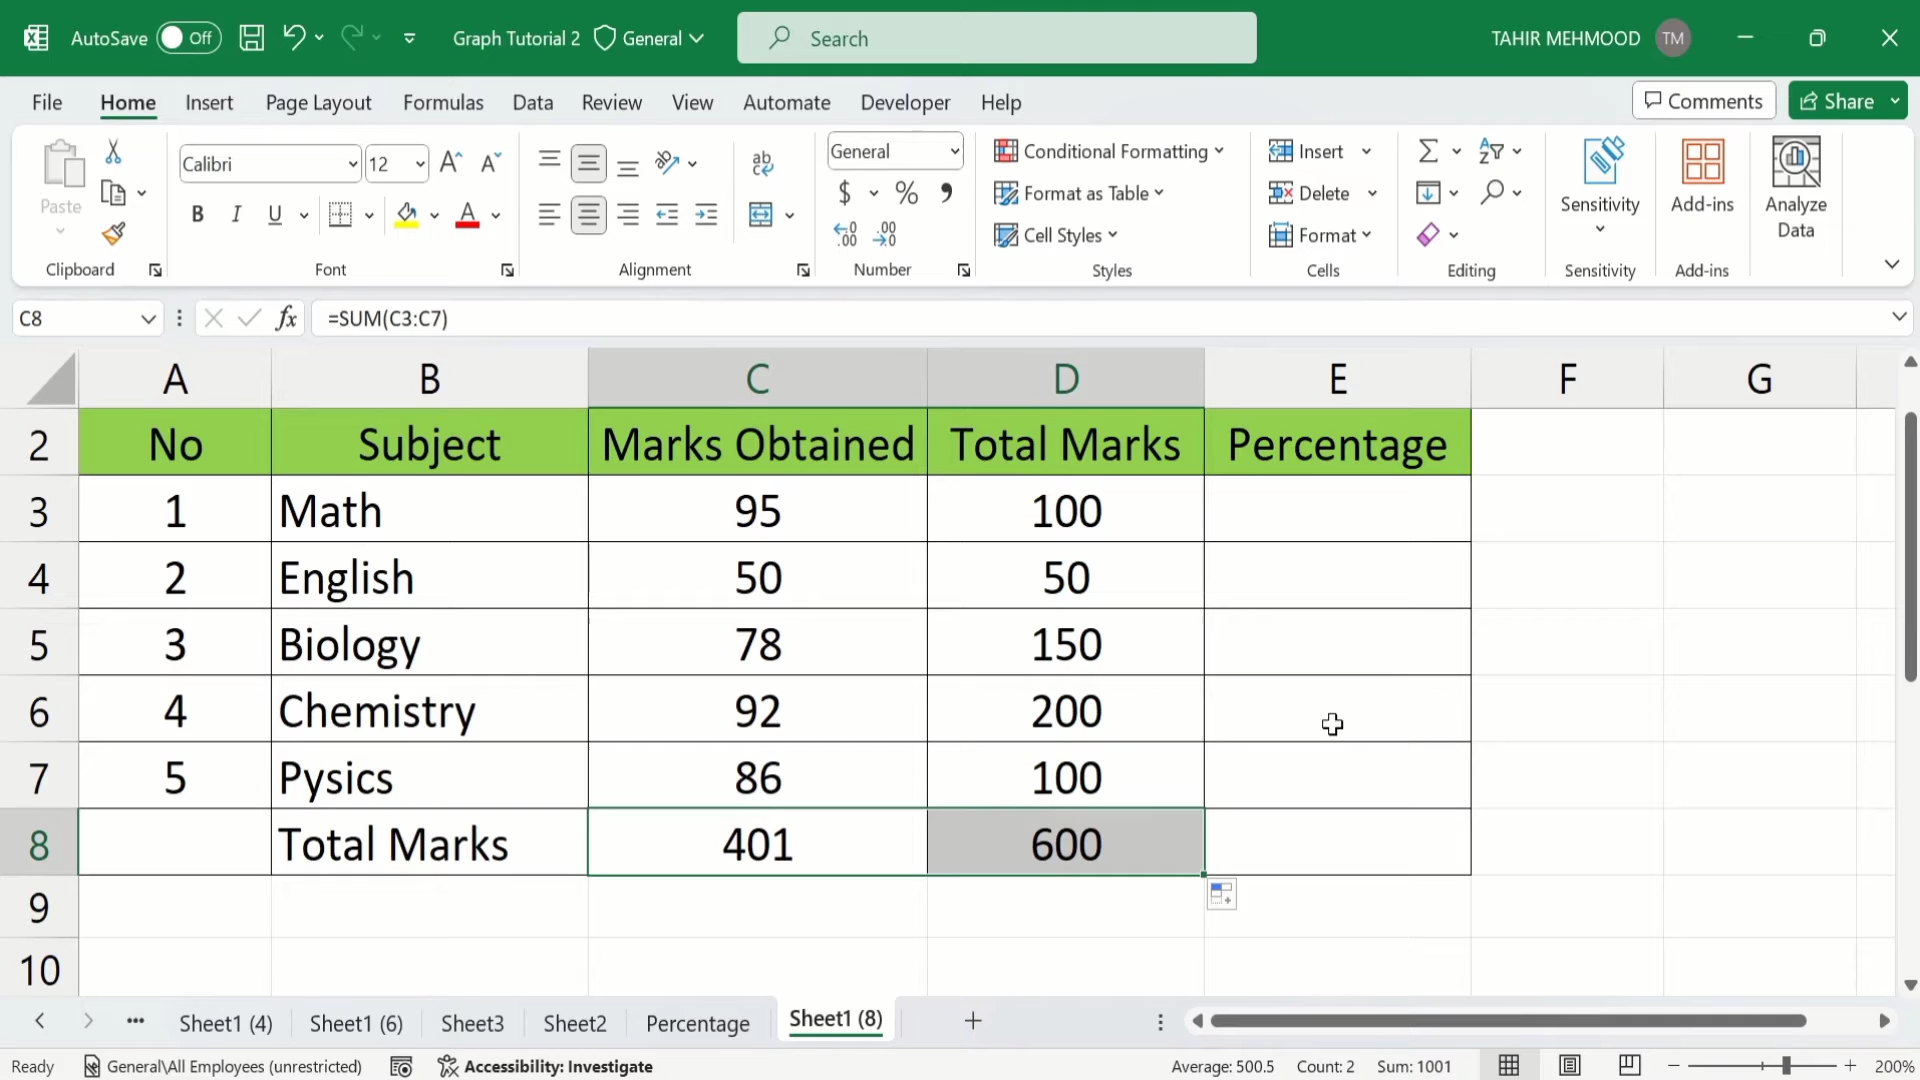 AutoSave Off Graph Tutorial 2 General Search TAHIR MEHMOOD TM
File Home Insert Page Layout Formulas Data Review View Automate Developer Help Comments Share
Paste Calibri 12 General Conditional Formatting Insert Sensitivity Add-ins Analyze Data
Format as Table Delete
Cell Styles Format
Clipboard Font Alignment Number Styles Cells Editing Sensitivity Add-ins
C8 fx =SUM(C3:C7)
A B C D E F G
2 No Subject Marks Obtained Total Marks Percentage
3 1 Math 95 100
4 2 English 50 50
5 3 Biology 78 150
6 4 Chemistry 92 200
7 5 Pysics 86 100
8 Total Marks 401 600
9
10
Sheet1 (4) Sheet1 (6) Sheet3 Sheet2 Percentage Sheet1 (8)
Ready General\All Employees (unrestricted) Accessibility: Investigate Average: 500.5 Count: 2 Sum: 1001 200%